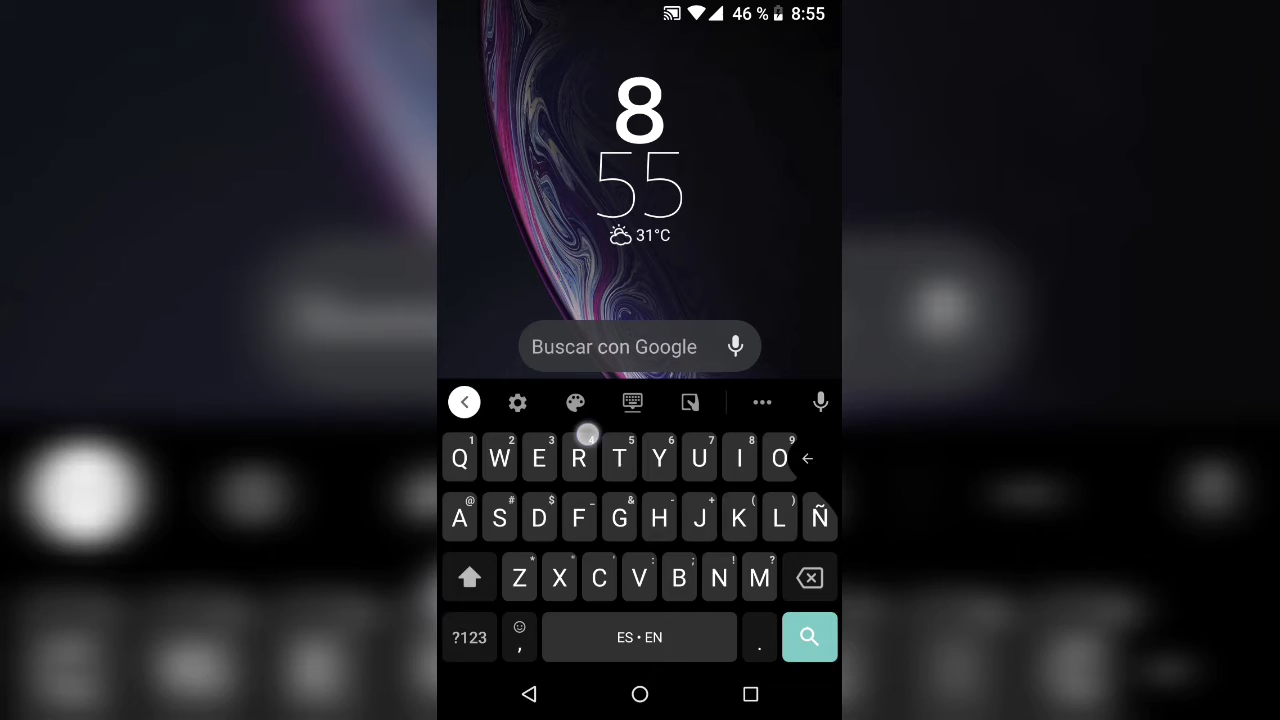 46 % 8:55
8
55
31°C
Buscar con Google
1 2 3 4 5 6 7 8 9
Q W E R T Y U I O
@ # $ _ & - + ( )
A S D F G H J K L Ñ
* " ' : ; ! ?
Z X C V B N M
?123 , ES • EN .